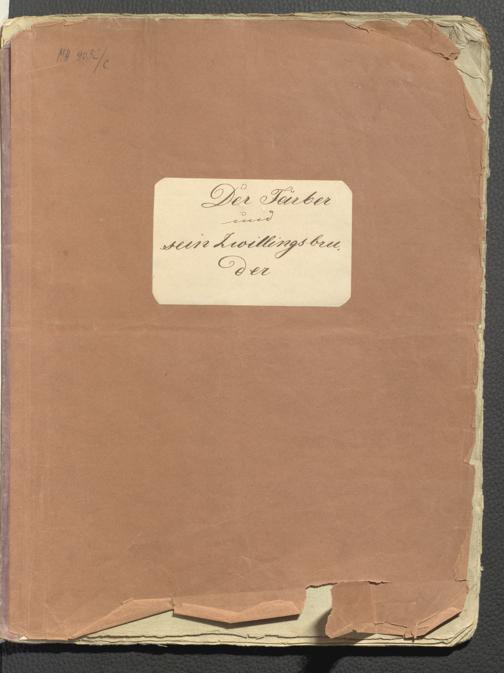 Der Färber
und
sein Zwillingsbru.
der